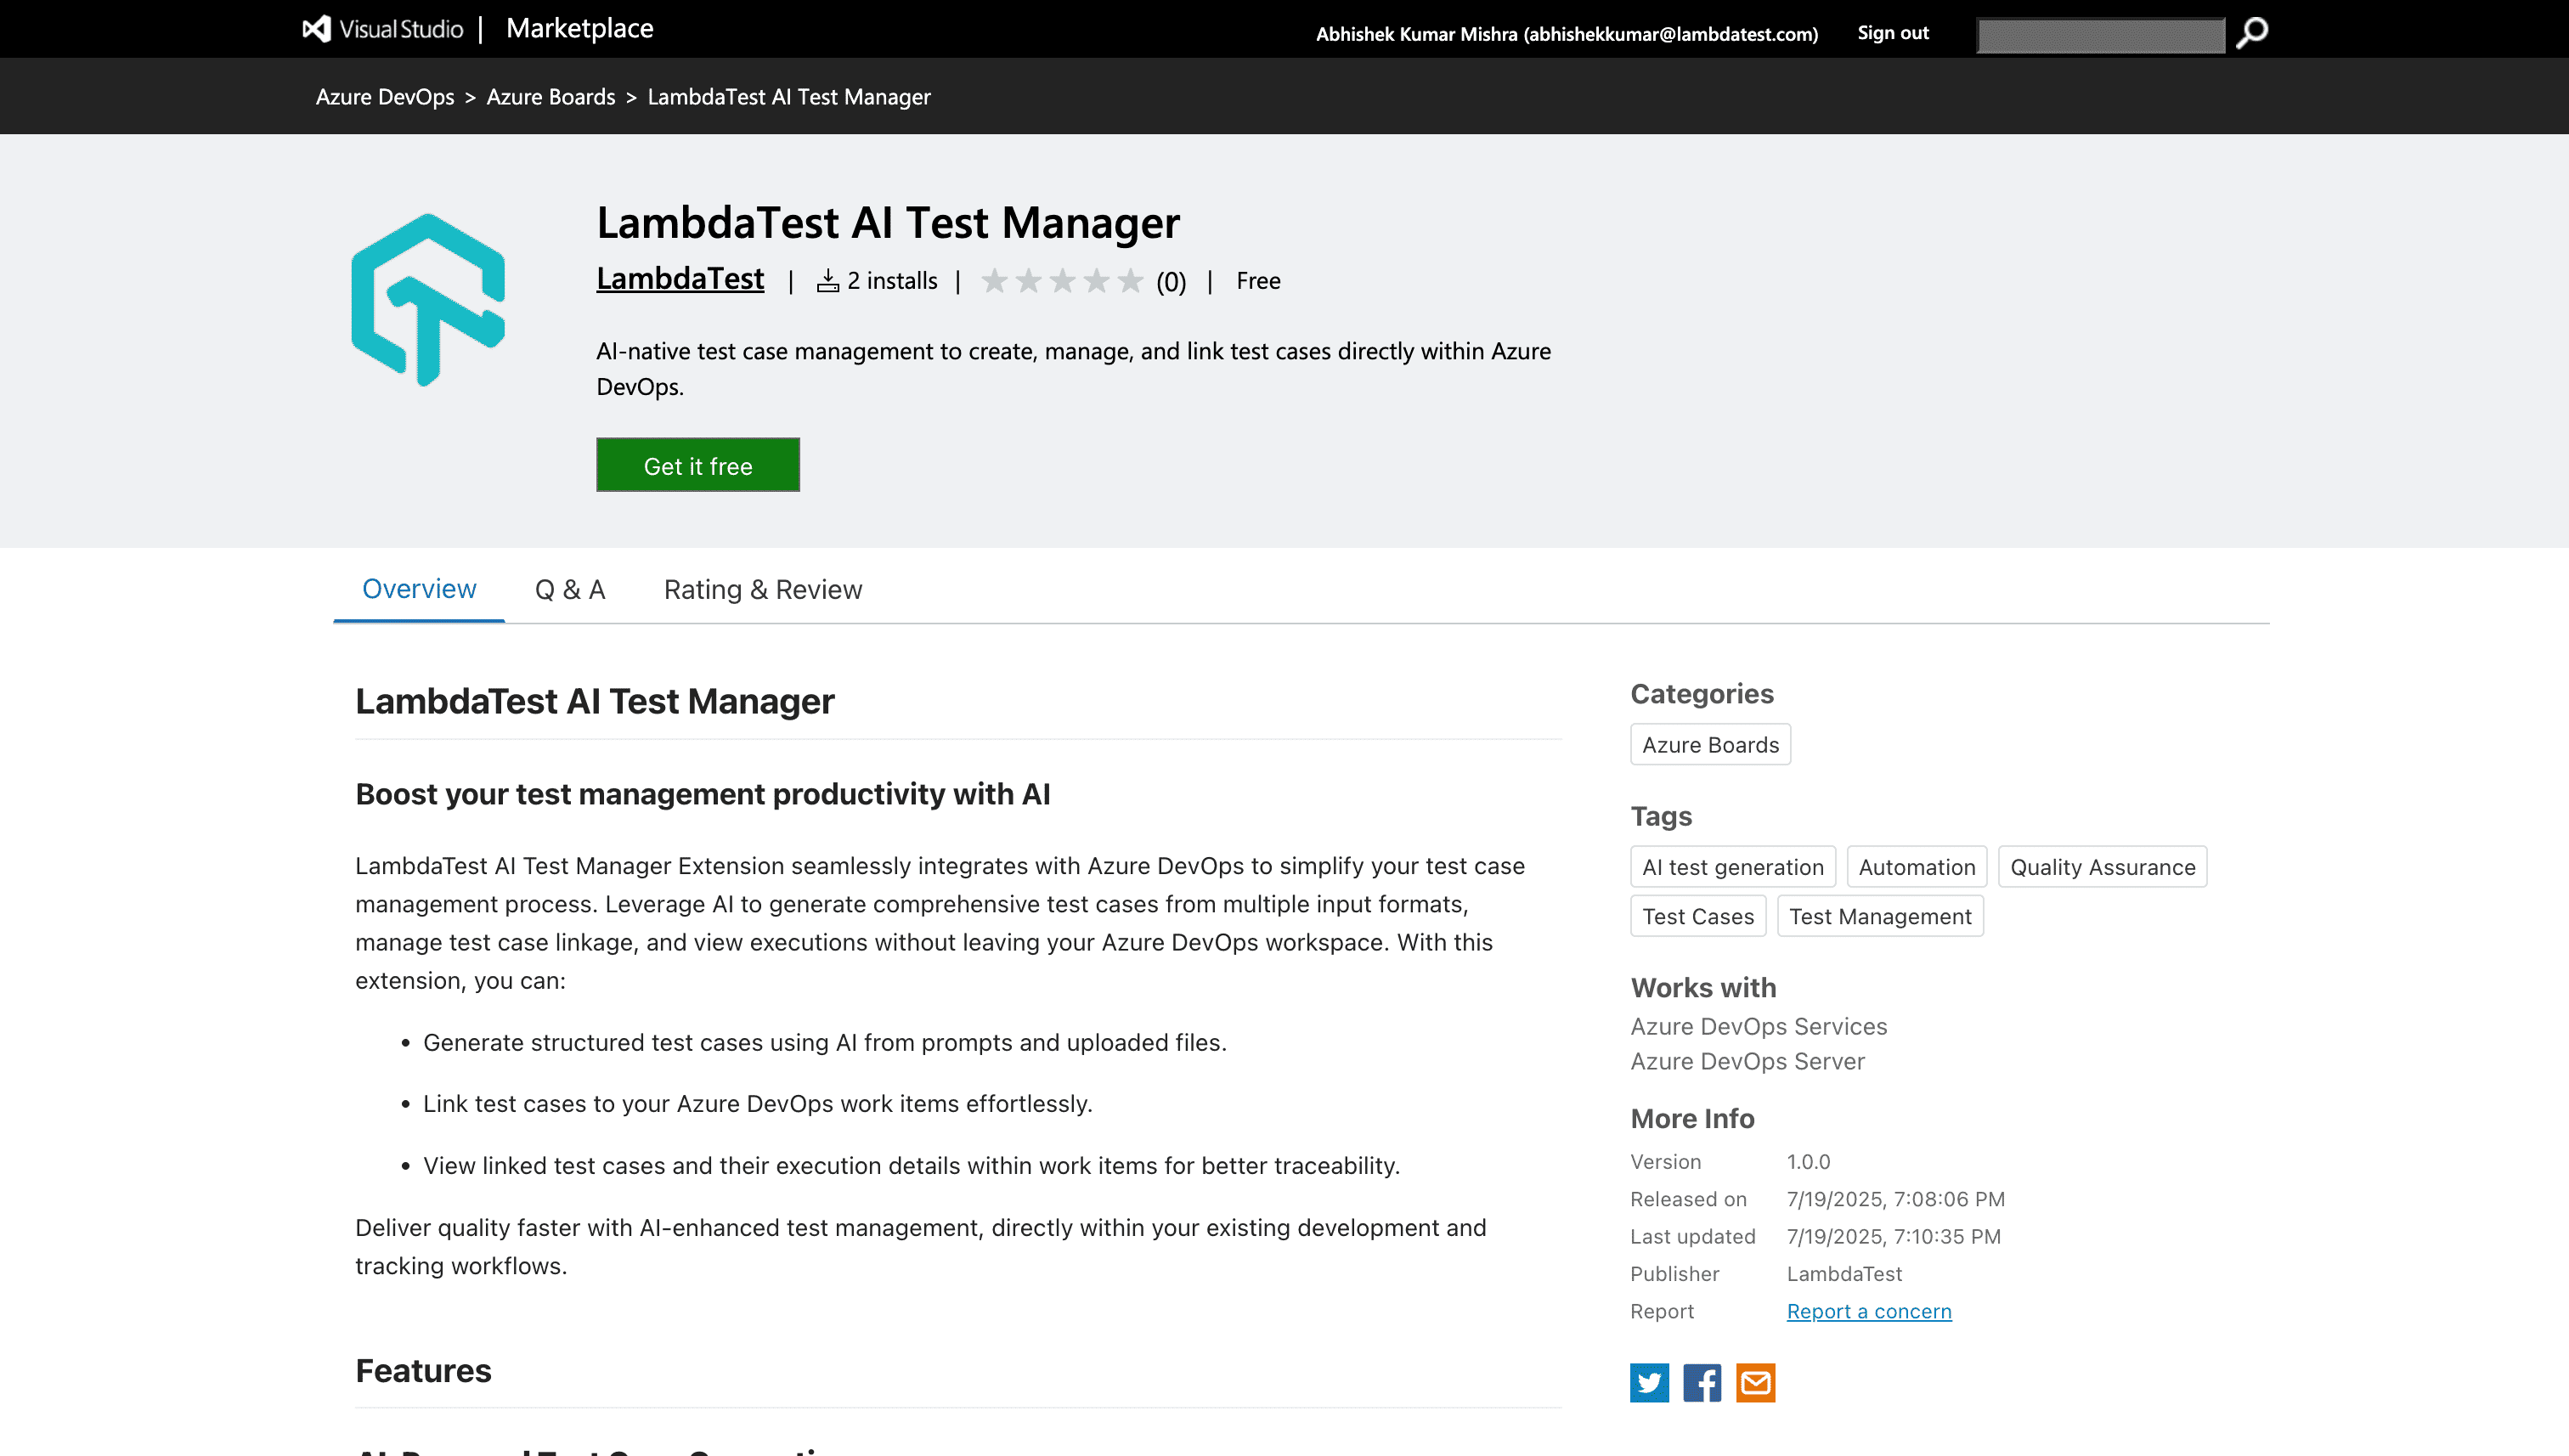 Visual Studio | Marketplace
Abhishek Kumar Mishra (abhishekkumar@lambdatest.com) Sign out
Azure DevOps > Azure Boards > LambdaTest AI Test Manager
LambdaTest AI Test Manager
LambdaTest | 2 installs | (0) | Free
AI-native test case management to create, manage, and link test cases directly within Azure
DevOps.
Get it free
Overview Q & A Rating & Review
LambdaTest AI Test Manager
Boost your test management productivity with AI
LambdaTest AI Test Manager Extension seamlessly integrates with Azure DevOps to simplify your test case
management process. Leverage AI to generate comprehensive test cases from multiple input formats,
manage test case linkage, and view executions without leaving your Azure DevOps workspace. With this
extension, you can:
• Generate structured test cases using AI from prompts and uploaded files.
• Link test cases to your Azure DevOps work items effortlessly.
• View linked test cases and their execution details within work items for better traceability.
Deliver quality faster with AI-enhanced test management, directly within your existing development and
tracking workflows.
Features
Categories
Azure Boards
Tags
AI test generation Automation Quality Assurance
Test Cases Test Management
Works with
Azure DevOps Services
Azure DevOps Server
More Info
Version 1.0.0
Released on 7/19/2025, 7:08:06 PM
Last updated 7/19/2025, 7:10:35 PM
Publisher LambdaTest
Report Report a concern